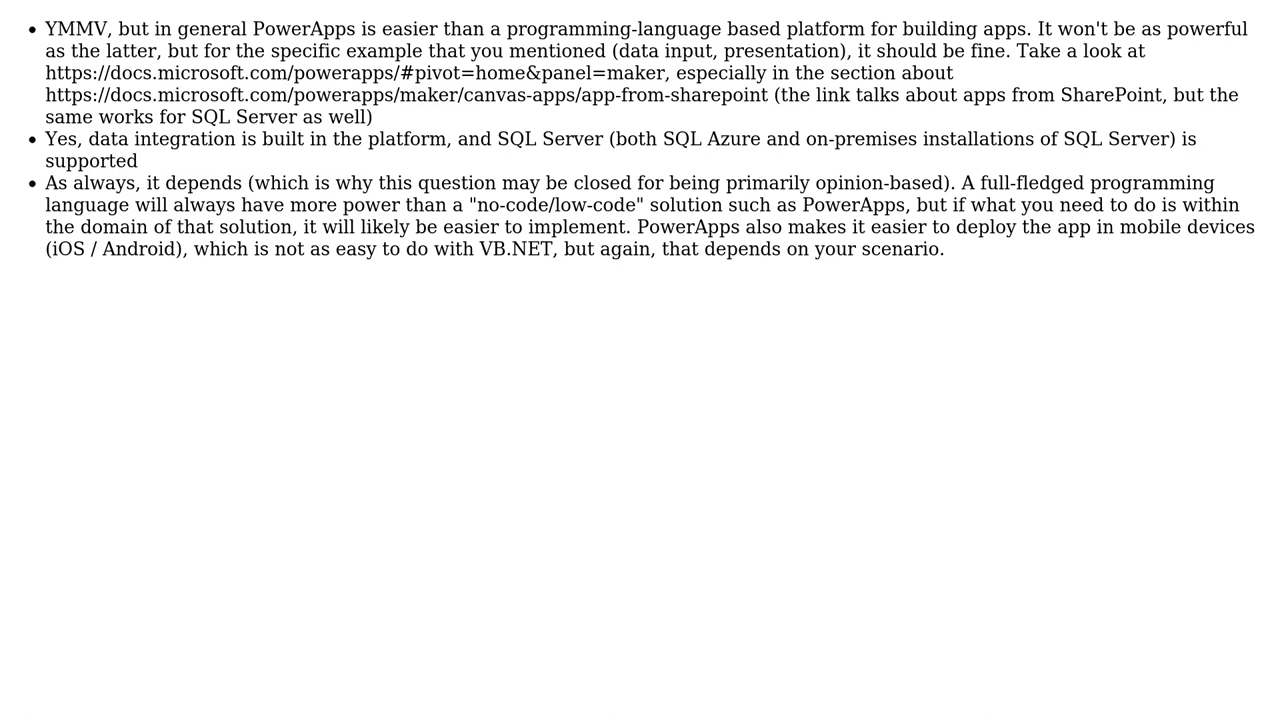 • YMMV, but in general PowerApps is easier than a programming-language based platform for building apps. It won't be as powerful
as the latter, but for the specific example that you mentioned (data input, presentation), it should be fine. Take a look at
https://docs.microsoft.com/powerapps/#pivot=home&panel=maker, especially in the section about
https://docs.microsoft.com/powerapps/maker/canvas-apps/app-from-sharepoint (the link talks about apps from SharePoint, but the
same works for SQL Server as well)
• Yes, data integration is built in the platform, and SQL Server (both SQL Azure and on-premises installations of SQL Server) is
supported
• As always, it depends (which is why this question may be closed for being primarily opinion-based). A full-fledged programming
language will always have more power than a "no-code/low-code" solution such as PowerApps, but if what you need to do is within
the domain of that solution, it will likely be easier to implement. PowerApps also makes it easier to deploy the app in mobile devices
(iOS / Android), which is not as easy to do with VB.NET, but again, that depends on your scenario.